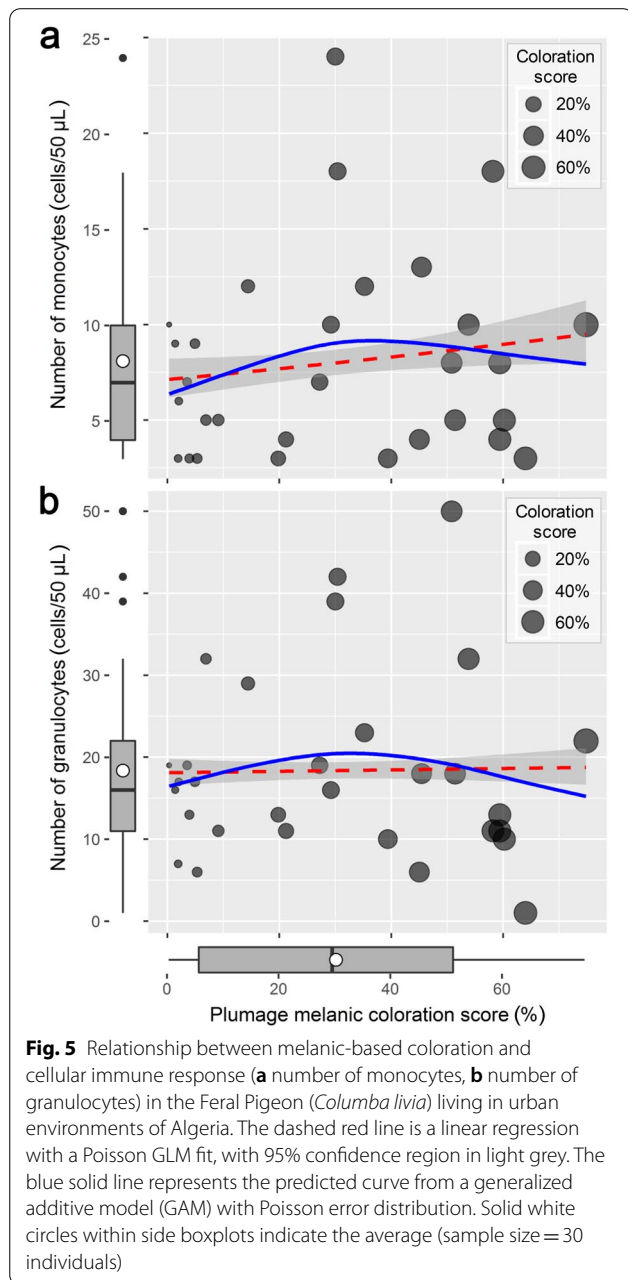 a
Number of monocytes (cells/50 µL)
25
20
15
10
5
Coloration
score
20%
40%
60%
b
Number of granulocytes (cells/50 µL)
50
40
30
20
10
0
Coloration
score
20%
40%
60%
0 20 40 60
Plumage melanic coloration score (%)
Fig. 5 Relationship between melanic-based coloration and
cellular immune response (a number of monocytes, b number of
granulocytes) in the Feral Pigeon (Columba livia) living in urban
environments of Algeria. The dashed red line is a linear regression
with a Poisson GLM fit, with 95% confidence region in light grey. The
blue solid line represents the predicted curve from a generalized
additive model (GAM) with Poisson error distribution. Solid white
circles within side boxplots indicate the average (sample size = 30
individuals)